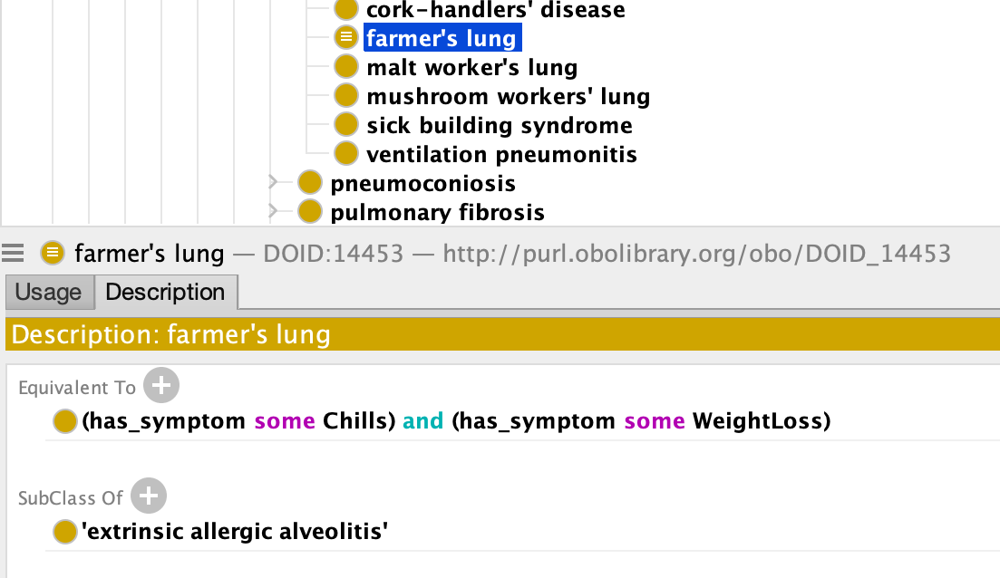 cork-handlers' disease
farmer's lung
malt worker's lung
mushroom workers' lung
sick building syndrome
ventilation pneumonitis
pneumoconiosis
pulmonary fibrosis
farmer's lung — DOID:14453 — http://purl.obolibrary.org/obo/DOID_14453
Usage Description
Description: farmer's lung
Equivalent To
(has_symptom some Chills) and (has_symptom some WeightLoss)
SubClass Of
'extrinsic allergic alveolitis'